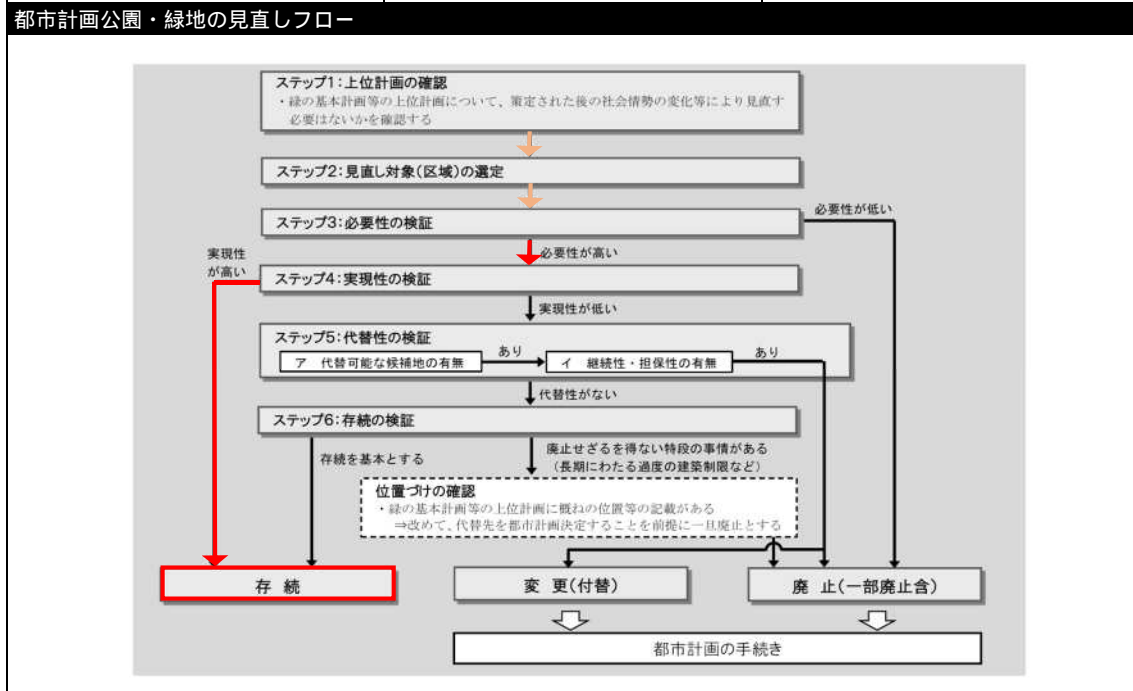 都市計画公園・緑地の見直しフロー
ステップ1:上位計画の確認
・緑の基本計画等の上位計画について、策定された後の社会情勢の変化等により見直す
必要はないかを確認する
ステップ2:見直し対象(区域)の選定
ステップ3:必要性の検証
必要性が低い
必要性が高い
実現性
が高い
ステップ4:実現性の検証
実現性が低い
ステップ5:代替性の検証
ア 代替可能な候補地の有無
あり
イ 継続性・担保性の有無
あり
代替性がない
ステップ6:存続の検証
存続を基本とする
廃止せざるを得ない特段の事情がある
(長期にわたる過度の建築制限など)
位置づけの確認
・緑の基本計画等の上位計画に概ねの位置等の記載がある
⇒改めて、代替先を都市計画決定することを前提に一旦廃止とする
存 続
変 更(付替)
廃 止(一部廃止含)
都市計画の手続き